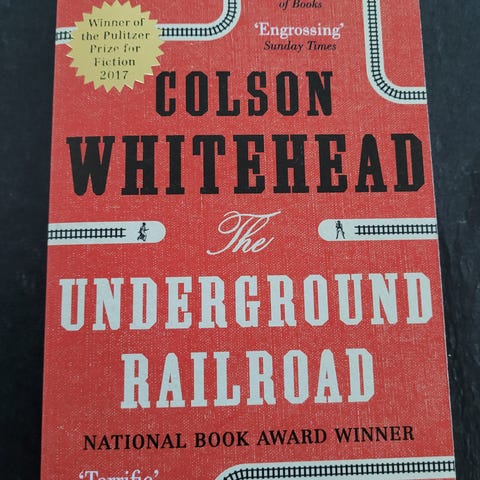 Winner of
the Pulitzer
Prize for
Fiction
2017
of Books
‘Engrossing’
Sunday Times
COLSON
WHITEHEAD
The
UNDERGROUND
RAILROAD
NATIONAL BOOK AWARD WINNER
‘Terrific’